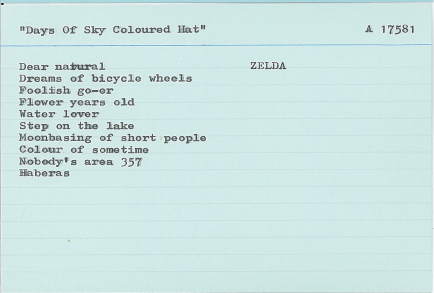 "Days Of Sky Coloured Hat" A 17581
Dear natural ZELDA
Dreams of bicycle wheels
Foolish go-er
Flower years old
Water lover
Step on the lake
Moonbasing of short people
Colour of sometime
Nobody's area 357
Haberas